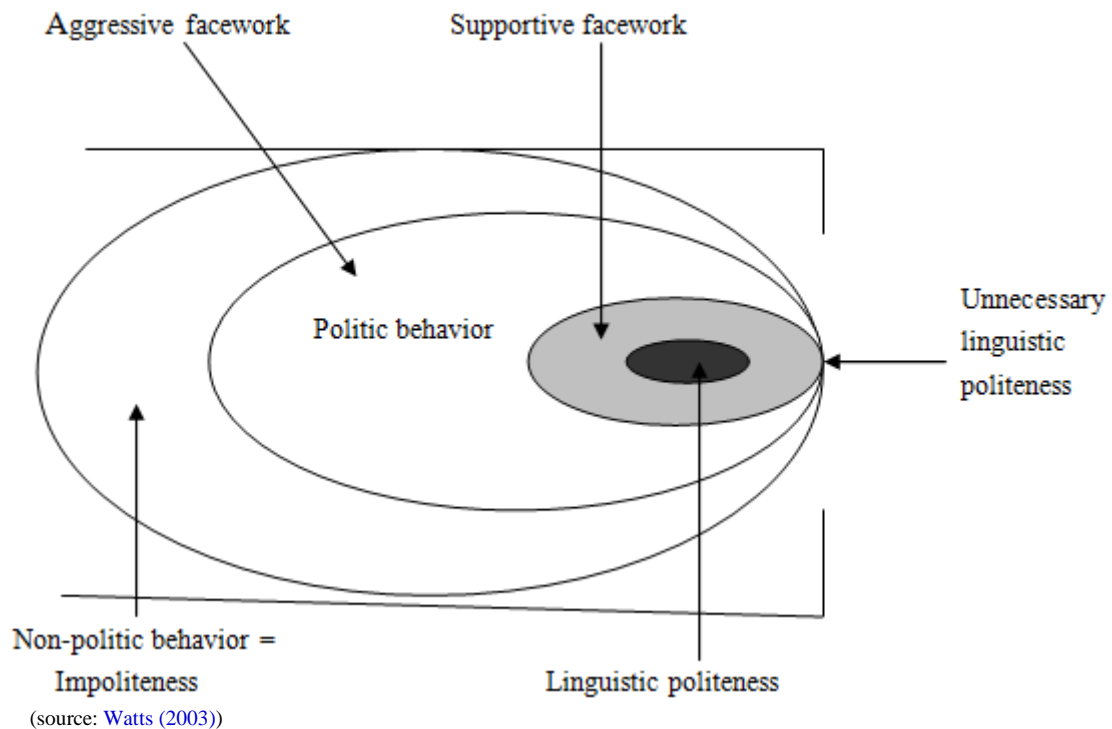 Aggressive facework
Supportive facework
Politic behavior
Unnecessary
linguistic
politeness
Non-politic behavior =
Impoliteness
Linguistic politeness
(source: Watts (2003))